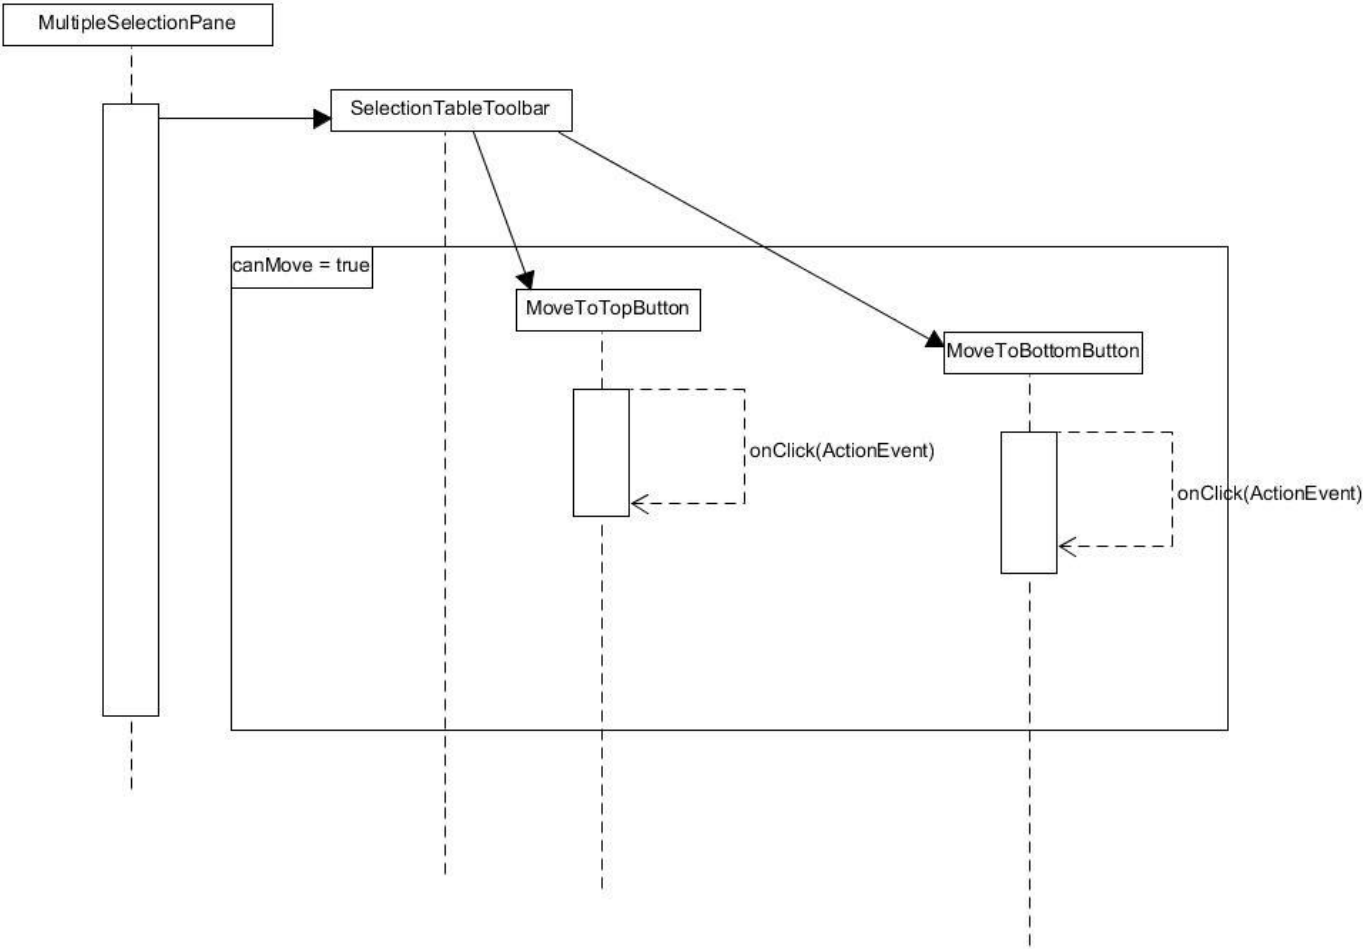 MultipleSelectionPane
SelectionTableToolbar
canMove = true
MoveToTopButton
MoveToBottomButton
onClick(ActionEvent)
onClick(ActionEvent)